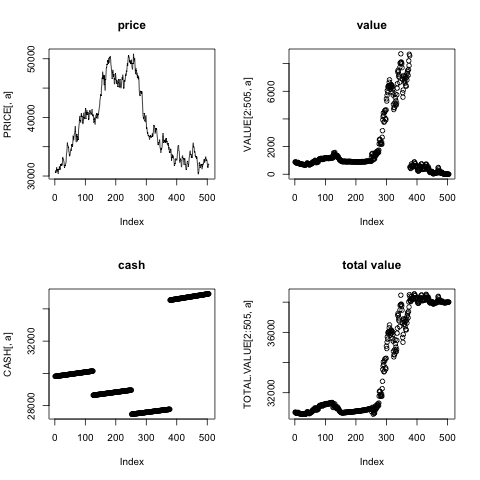 price
PRICE[, a]
30000 40000 50000
0 100 200 300 400 500
Index
value
VALUE[2:505, a]
0 2000 6000
0 100 200 300 400 500
Index
cash
CASH[, a]
28000 32000
0 100 200 300 400 500
Index
total value
TOTAL.VALUE[2:505, a]
32000 36000
0 100 200 300 400 500
Index